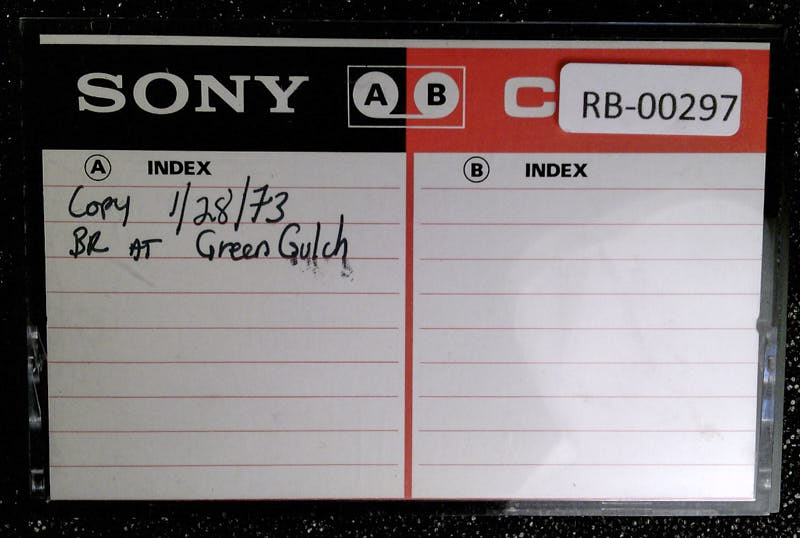 SONY A B C RB-00297
A INDEX
Copy 1/28/73
BR AT Green Gulch
B INDEX